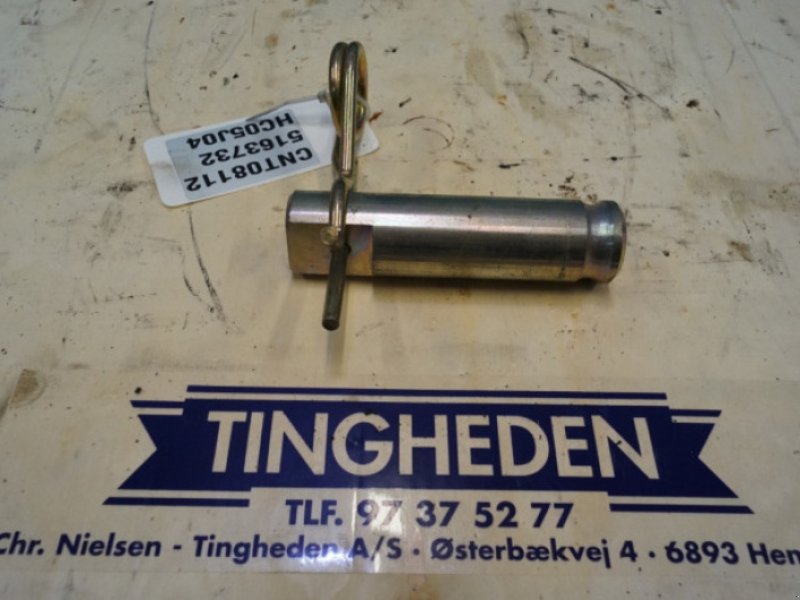 CNT08112
5163732
HC05J04
TINGHEDEN
TLF. 97 37 52 77
Chr. Nielsen - Tingheden A/S · Østerbækvej 4 · 6893 Hem